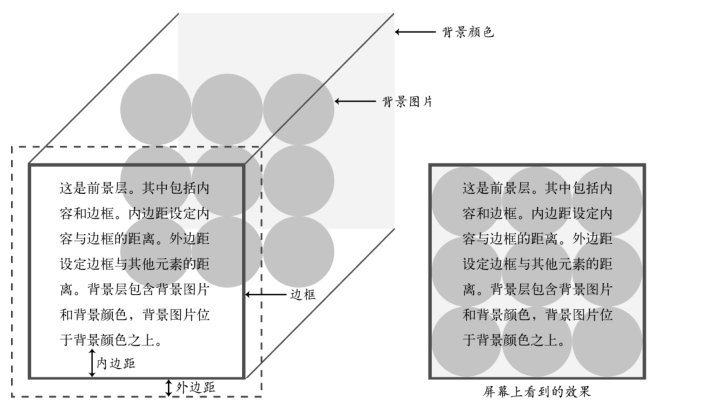 背景颜色
背景图片
这是前景层。其中包括内
容和边框。内边距设定内
容与边框的距离。外边距
设定边框与其他元素的距
离。背景层包含背景图片
和背景颜色，背景图片位
于背景颜色之上。
边框
内边距
外边距
这是前景层。其中包括内
容和边框。内边距设定内
容与边框的距离。外边距
设定边框与其他元素的距
离。背景层包含背景图片
和背景颜色，背景图片位
于背景颜色之上。
屏幕上看到的效果